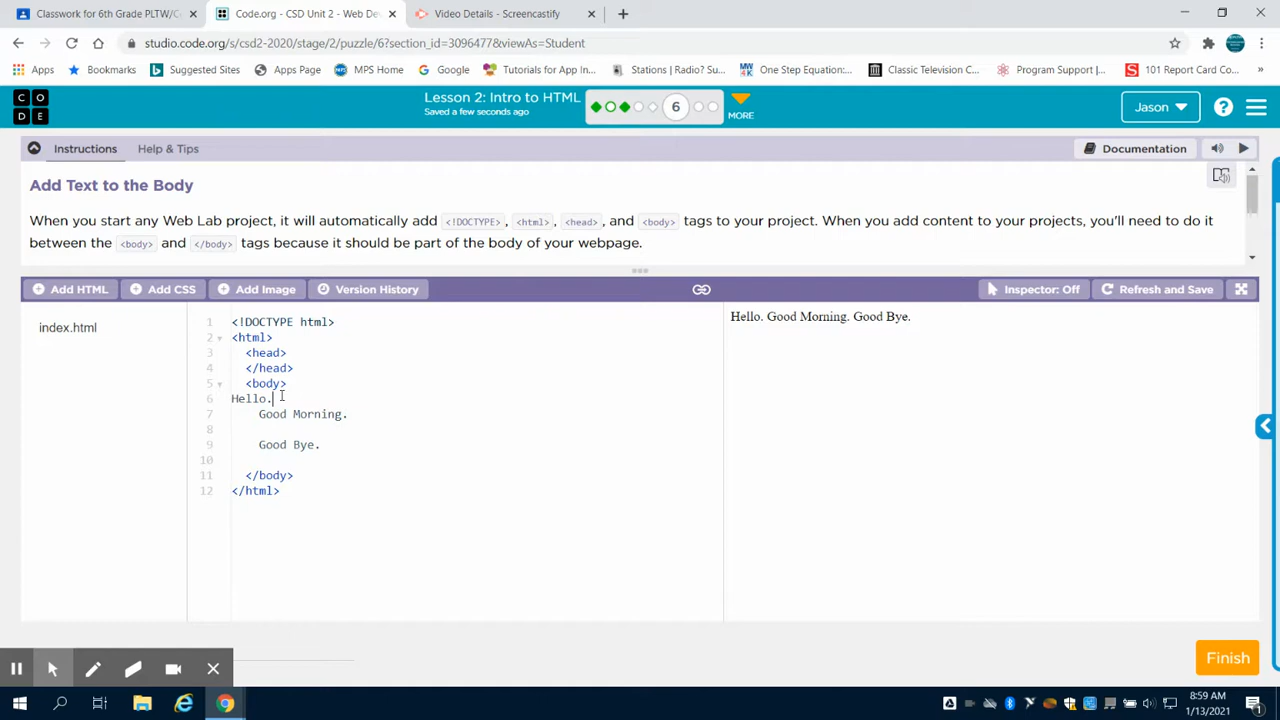 Classwork for 6th Grade PLTW/C
Code.org - CSD Unit 2 - Web De
Video Details - Screencastify
studio.code.org/s/csd2-2020/stage/2/puzzle/6?section_id=3096477&viewAs=Student
Apps
Bookmarks
Suggested Sites
Apps Page
MPS Home
Google
Tutorials for App In...
Stations | Radio? Su...
One Step Equation:...
Classic Television C...
Program Support |...
101 Report Card Co...
»
C O
D E
Lesson 2: Intro to HTML
Saved a few seconds ago
6
MORE
Jason
?
Instructions
Help & Tips
Documentation
Add Text to the Body
When you start any Web Lab project, it will automatically add <!DOCTYPE>, <html>, <head>, and <body> tags to your project. When you add content to your projects, you'll need to do it
between the <body> and </body> tags because it should be part of the body of your webpage.
Add HTML
Add CSS
Add Image
Version History
Inspector: Off
Refresh and Save
index.html
1 <!DOCTYPE html>
2 <html>
3 <head>
4 </head>
5 <body>
6 Hello.
7 Good Morning.
8
9 Good Bye.
10
11 </body>
12 </html>
Hello. Good Morning. Good Bye.
Finish
8:59 AM
1/13/2021